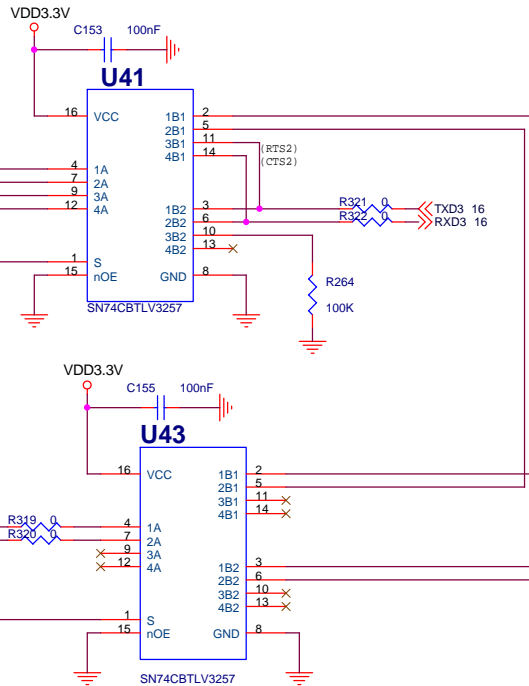 VDD3.3V
C153 100nF
U41
16 VCC 1B1 2
2B1 5
3B1 11 (RTS2)
4B1 14 (CTS2)
4 1A
7 2A
9 3A 1B2 3 R321 0 TXD3 16
12 4A 2B2 6 R322 0 RXD3 16
3B2 10
4B2 13
1 S
15 nOE GND 8 R264
SN74CBTLV3257 100K
VDD3.3V
C155 100nF
U43
16 VCC 1B1 2
2B1 5
3B1 11
4B1 14
R319 0 4 1A
R320 0 7 2A
9 3A
12 4A 1B2 3
2B2 6
3B2 10
4B2 13
1 S
15 nOE GND 8
SN74CBTLV3257